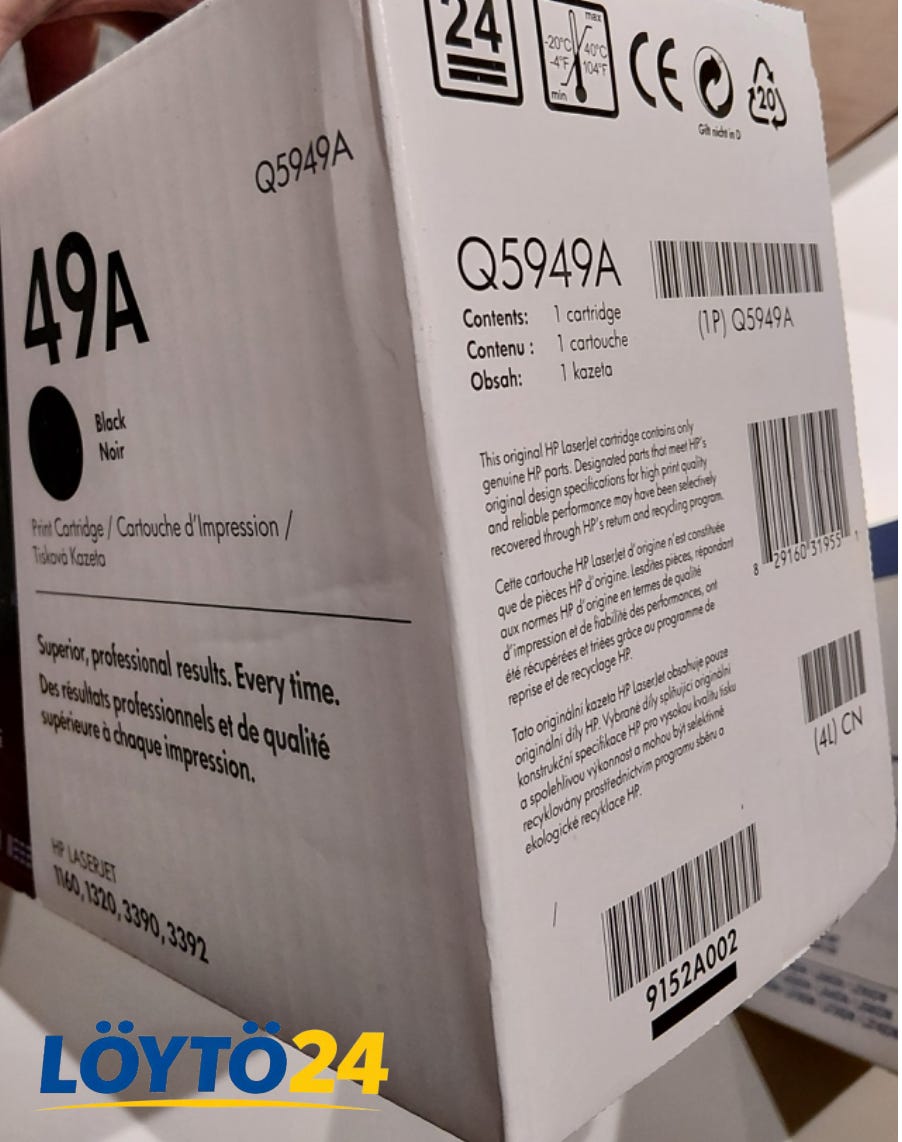 Q5949A
49A
Black
Noir
Print Cartridge / Cartouche d'Impression /
Tisková Kazeta
Superior, professional results. Every time.
Des résultats professionnels et de qualité
supérieure à chaque impression.
HP LASERJET
1160,1320,3390,3392
24
max
-20°C 40°C
-4°F 104°F
min
CE
Gilt nicht in D
20
Q5949A
Contents: 1 cartridge
Contenu : 1 cartouche
Obsah: 1 kazeta
(1P) Q5949A
This original HP LaserJet cartridge contains only
genuine HP parts. Designated parts that meet HP's
original design specifications for high print quality
and reliable performance may have been selectively
recovered through HP's return and recycling program.
Cette cartouche HP LaserJet d'origine n'est constituée
que de pièces HP d'origine. Lesdites pièces, répondant
aux normes HP d'origine en termes de qualité
d'impression et de fiabilité des performances, ont
été récupérées et triées grâce au programme de
reprise et de recyclage HP.
Tato originální kazeta HP LaserJet obsahuje pouze
originální díly HP. Vybrané díly splňující originální
konstrukční specifikace HP pro vysokou kvalitu tisku
a spolehlivou výkonnost a mohou být selektivně
recyklovány prostřednictvím programu sběru a
ekologické recyklace HP.
8 29160 31955 1
(4L) CN
9152A002
LÖYTÖ24